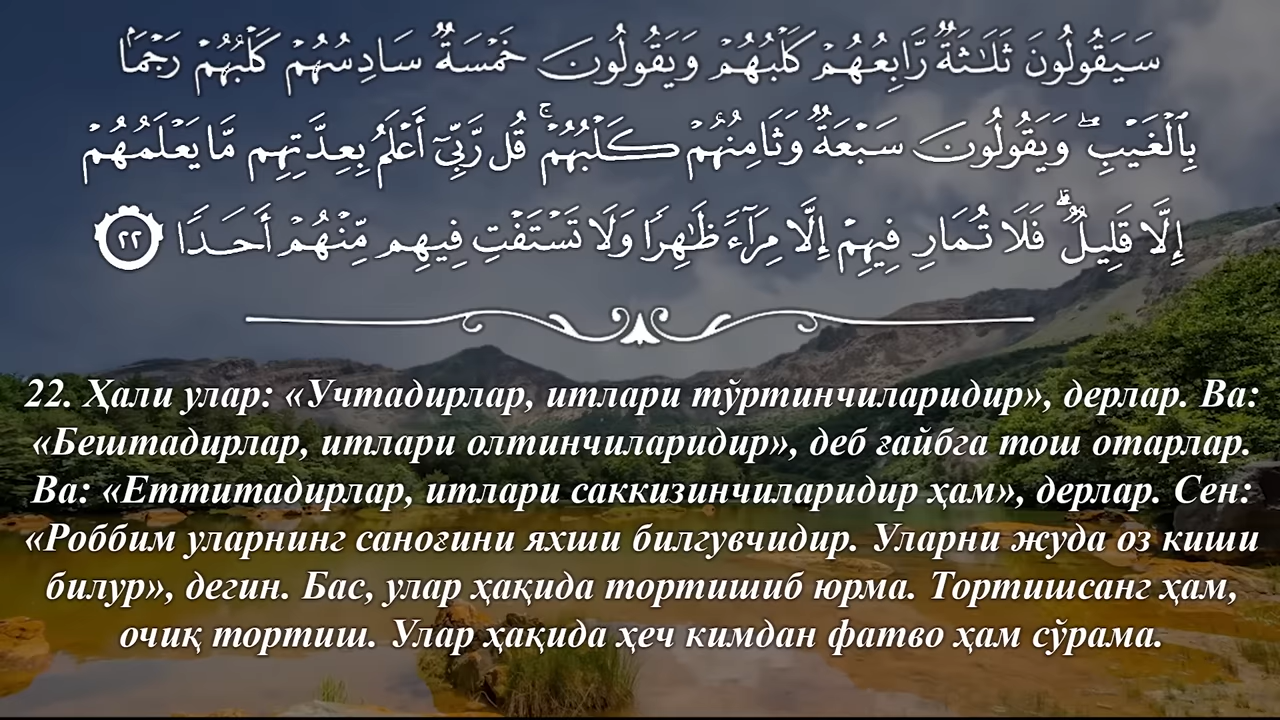 سَيَقُولُونَ ثَلَٰثَةٌ رَّابِعُهُمْ كَلْبُهُمْ وَيَقُولُونَ خَمْسَةٌ سَادِسُهُمْ كَلْبُهُمْ رَجْمًۢا
بِٱلْغَيْبِ ۖ وَيَقُولُونَ سَبْعَةٌ وَثَامِنُهُمْ كَلْبُهُمْ ۚ قُل رَّبِّىٓ أَعْلَمُ بِعِدَّتِهِم مَّا يَعْلَمُهُمْ
إِلَّا قَلِيلٌ ۗ فَلَا تُمَارِ فِيهِمْ إِلَّا مِرَآءً ظَٰهِرًا وَلَا تَسْتَفْتِ فِيهِم مِّنْهُمْ أَحَدًا ٢٢
22. Ҳали улар: «Учтадирлар, итлари тўртинчиларидир», дерлар. Ва:
«Бештадирлар, итлари олтинчиларидир», деб ғайбга тош отарлар.
Ва: «Еттитадирлар, итлари саккизинчиларидир ҳам», дерлар. Сен:
«Роббим уларнинг саноғини яхши билгувчидир. Уларни жуда оз киши
билур», дегин. Бас, улар ҳақида тортишиб юрма. Тортишсанг ҳам,
очиқ тортиш. Улар ҳақида ҳеч кимдан фатво ҳам сўрама.